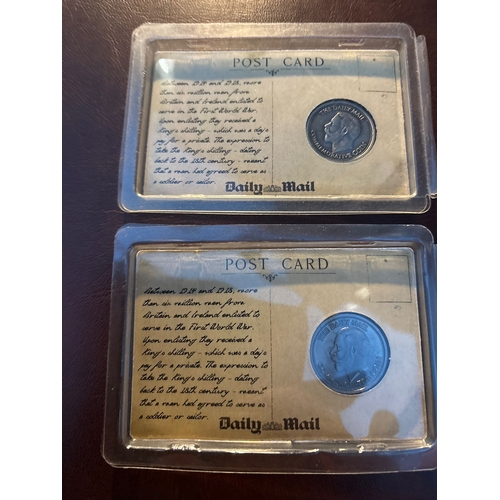 POST CARD
Between 1914 and 1918, more
than six million men from
Britain and Ireland enlisted to
serve in the First World War.
Upon enlisting they received a
King's shilling - which was a day's
pay for a private. The expression to
take the King's shilling - dating
back to the 18th century - meant
that a man had agreed to serve as
a soldier or sailor.
THE DAILY MAIL
COMMEMORATIVE COIN
Daily Mail
POST CARD
Between 1914 and 1918, more
than six million men from
Britain and Ireland enlisted to
serve in the First World War.
Upon enlisting they received a
King's shilling - which was a day's
pay for a private. The expression to
take the King's shilling - dating
back to the 18th century - meant
that a man had agreed to serve as
a soldier or sailor.
Daily Mail